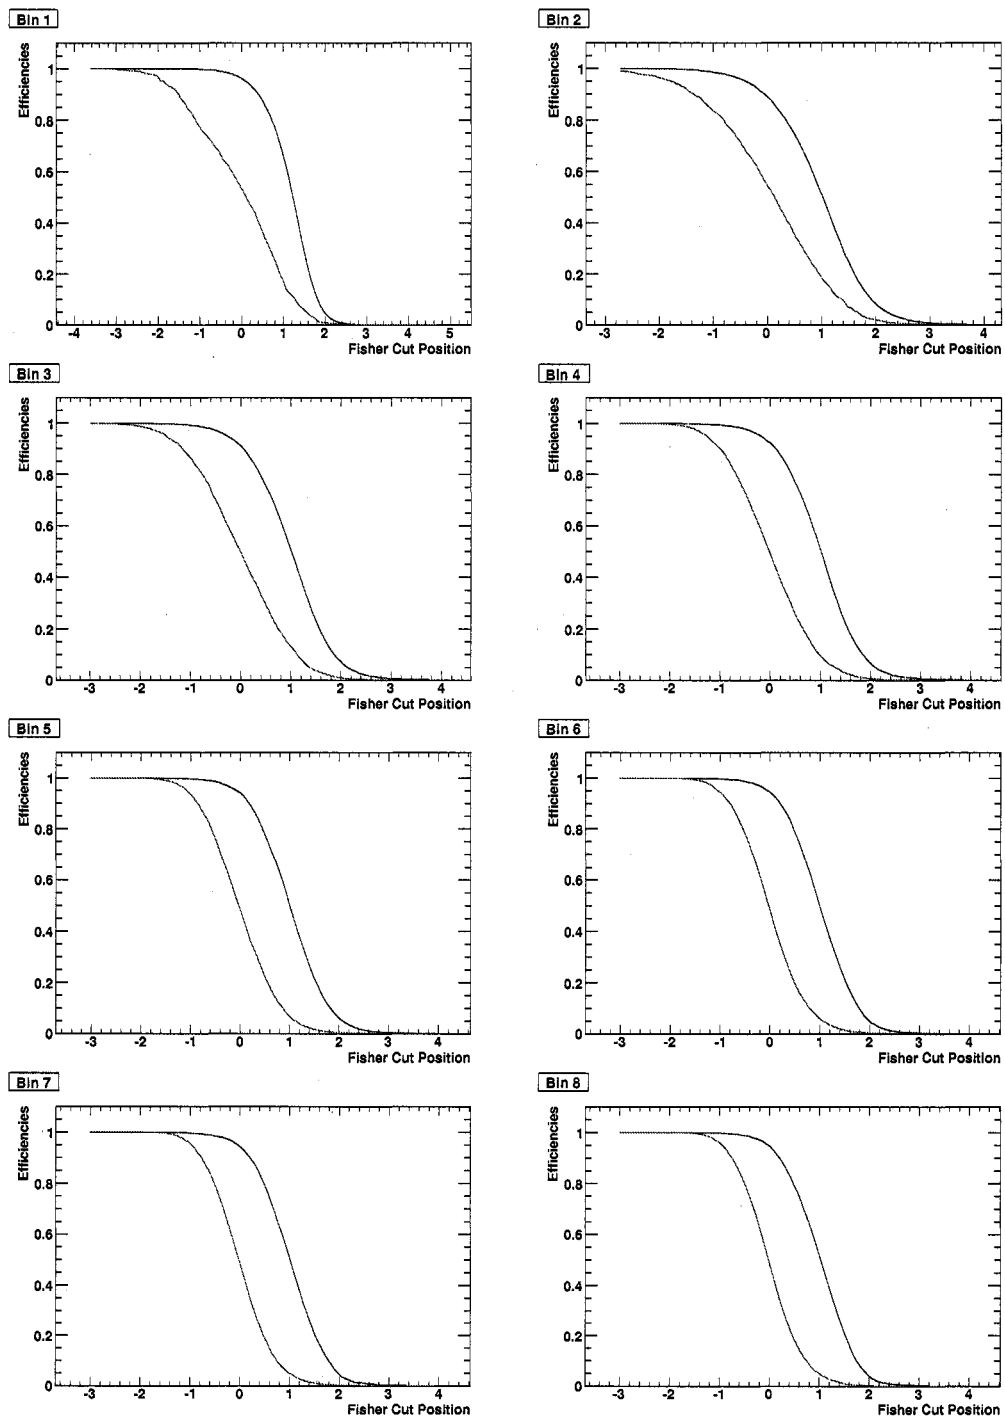 Bin 1
Efficiencies
1
0.8
0.6
0.4
0.2
0
-4 -3 -2 -1 0 1 2 3 4 5
Fisher Cut Position
Bin 2
Efficiencies
1
0.8
0.6
0.4
0.2
0
-2 -1 0 1 2 3 4
Fisher Cut Position
Bin 3
Efficiencies
1
0.8
0.6
0.4
0.2
0
-3 -2 -1 0 1 2 3 4
Fisher Cut Position
Bin 4
Efficiencies
1
0.8
0.6
0.4
0.2
0
-3 -2 -1 0 1 2 3 4
Fisher Cut Position
Bin 5
Efficiencies
1
0.8
0.6
0.4
0.2
0
-3 -2 -1 0 1 2 3 4
Fisher Cut Position
Bin 6
Efficiencies
1
0.8
0.6
0.4
0.2
0
-3 -2 -1 0 1 2 3 4
Fisher Cut Position
Bin 7
Efficiencies
1
0.8
0.6
0.4
0.2
0
-3 -2 -1 0 1 2 3 4
Fisher Cut Position
Bin 8
Efficiencies
1
0.8
0.6
0.4
0.2
0
-3 -2 -1 0 1 2 3 4
Fisher Cut Position